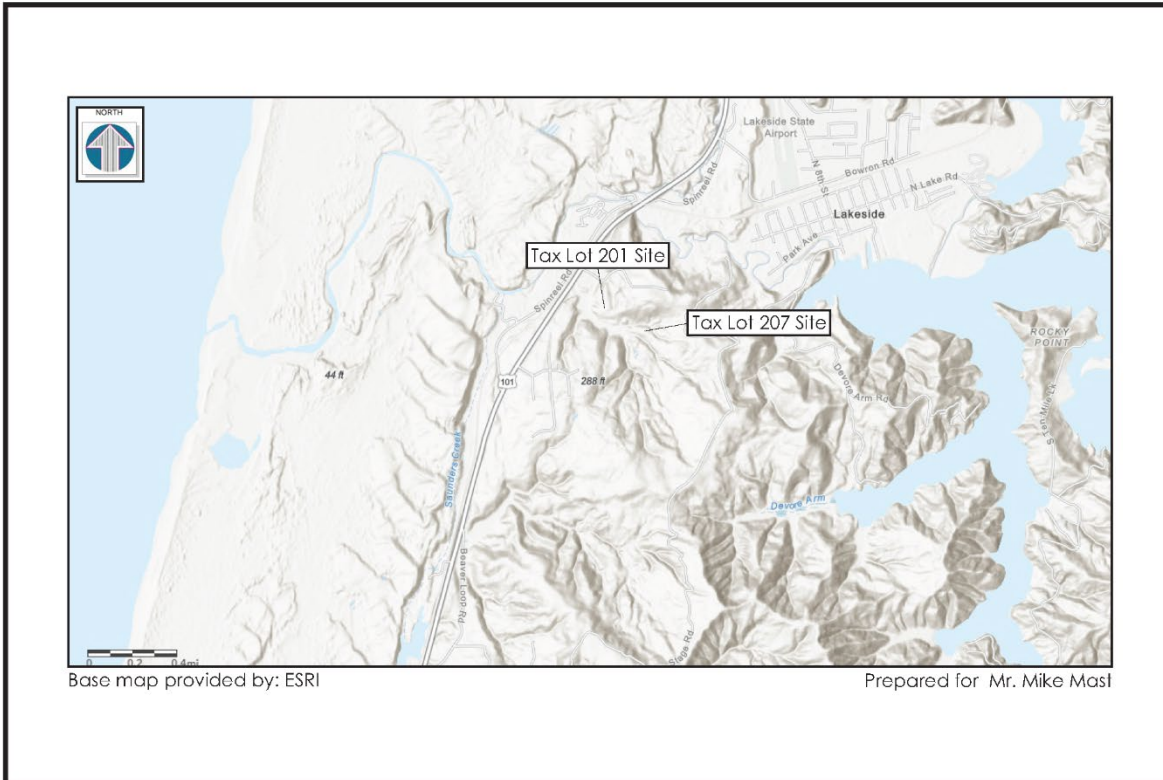 NORTH
Lakeside State
Airport
Spinreel Rd
N 8th St
Bowron Rd
N Lake Rd
Lakeside
Park Ave
Tax Lot 201 Site
Spinreel Rd
Tax Lot 207 Site
ROCKY
POINT
44 ft
101
288 ft
Devore Arm Rd
S Ten Mile Lk
Saunders Creek
Devore Arm
Beaver Loop Rd
Stage Rd
0 0.2 0.4mi
Base map provided by: ESRI
Prepared for Mr. Mike Mast